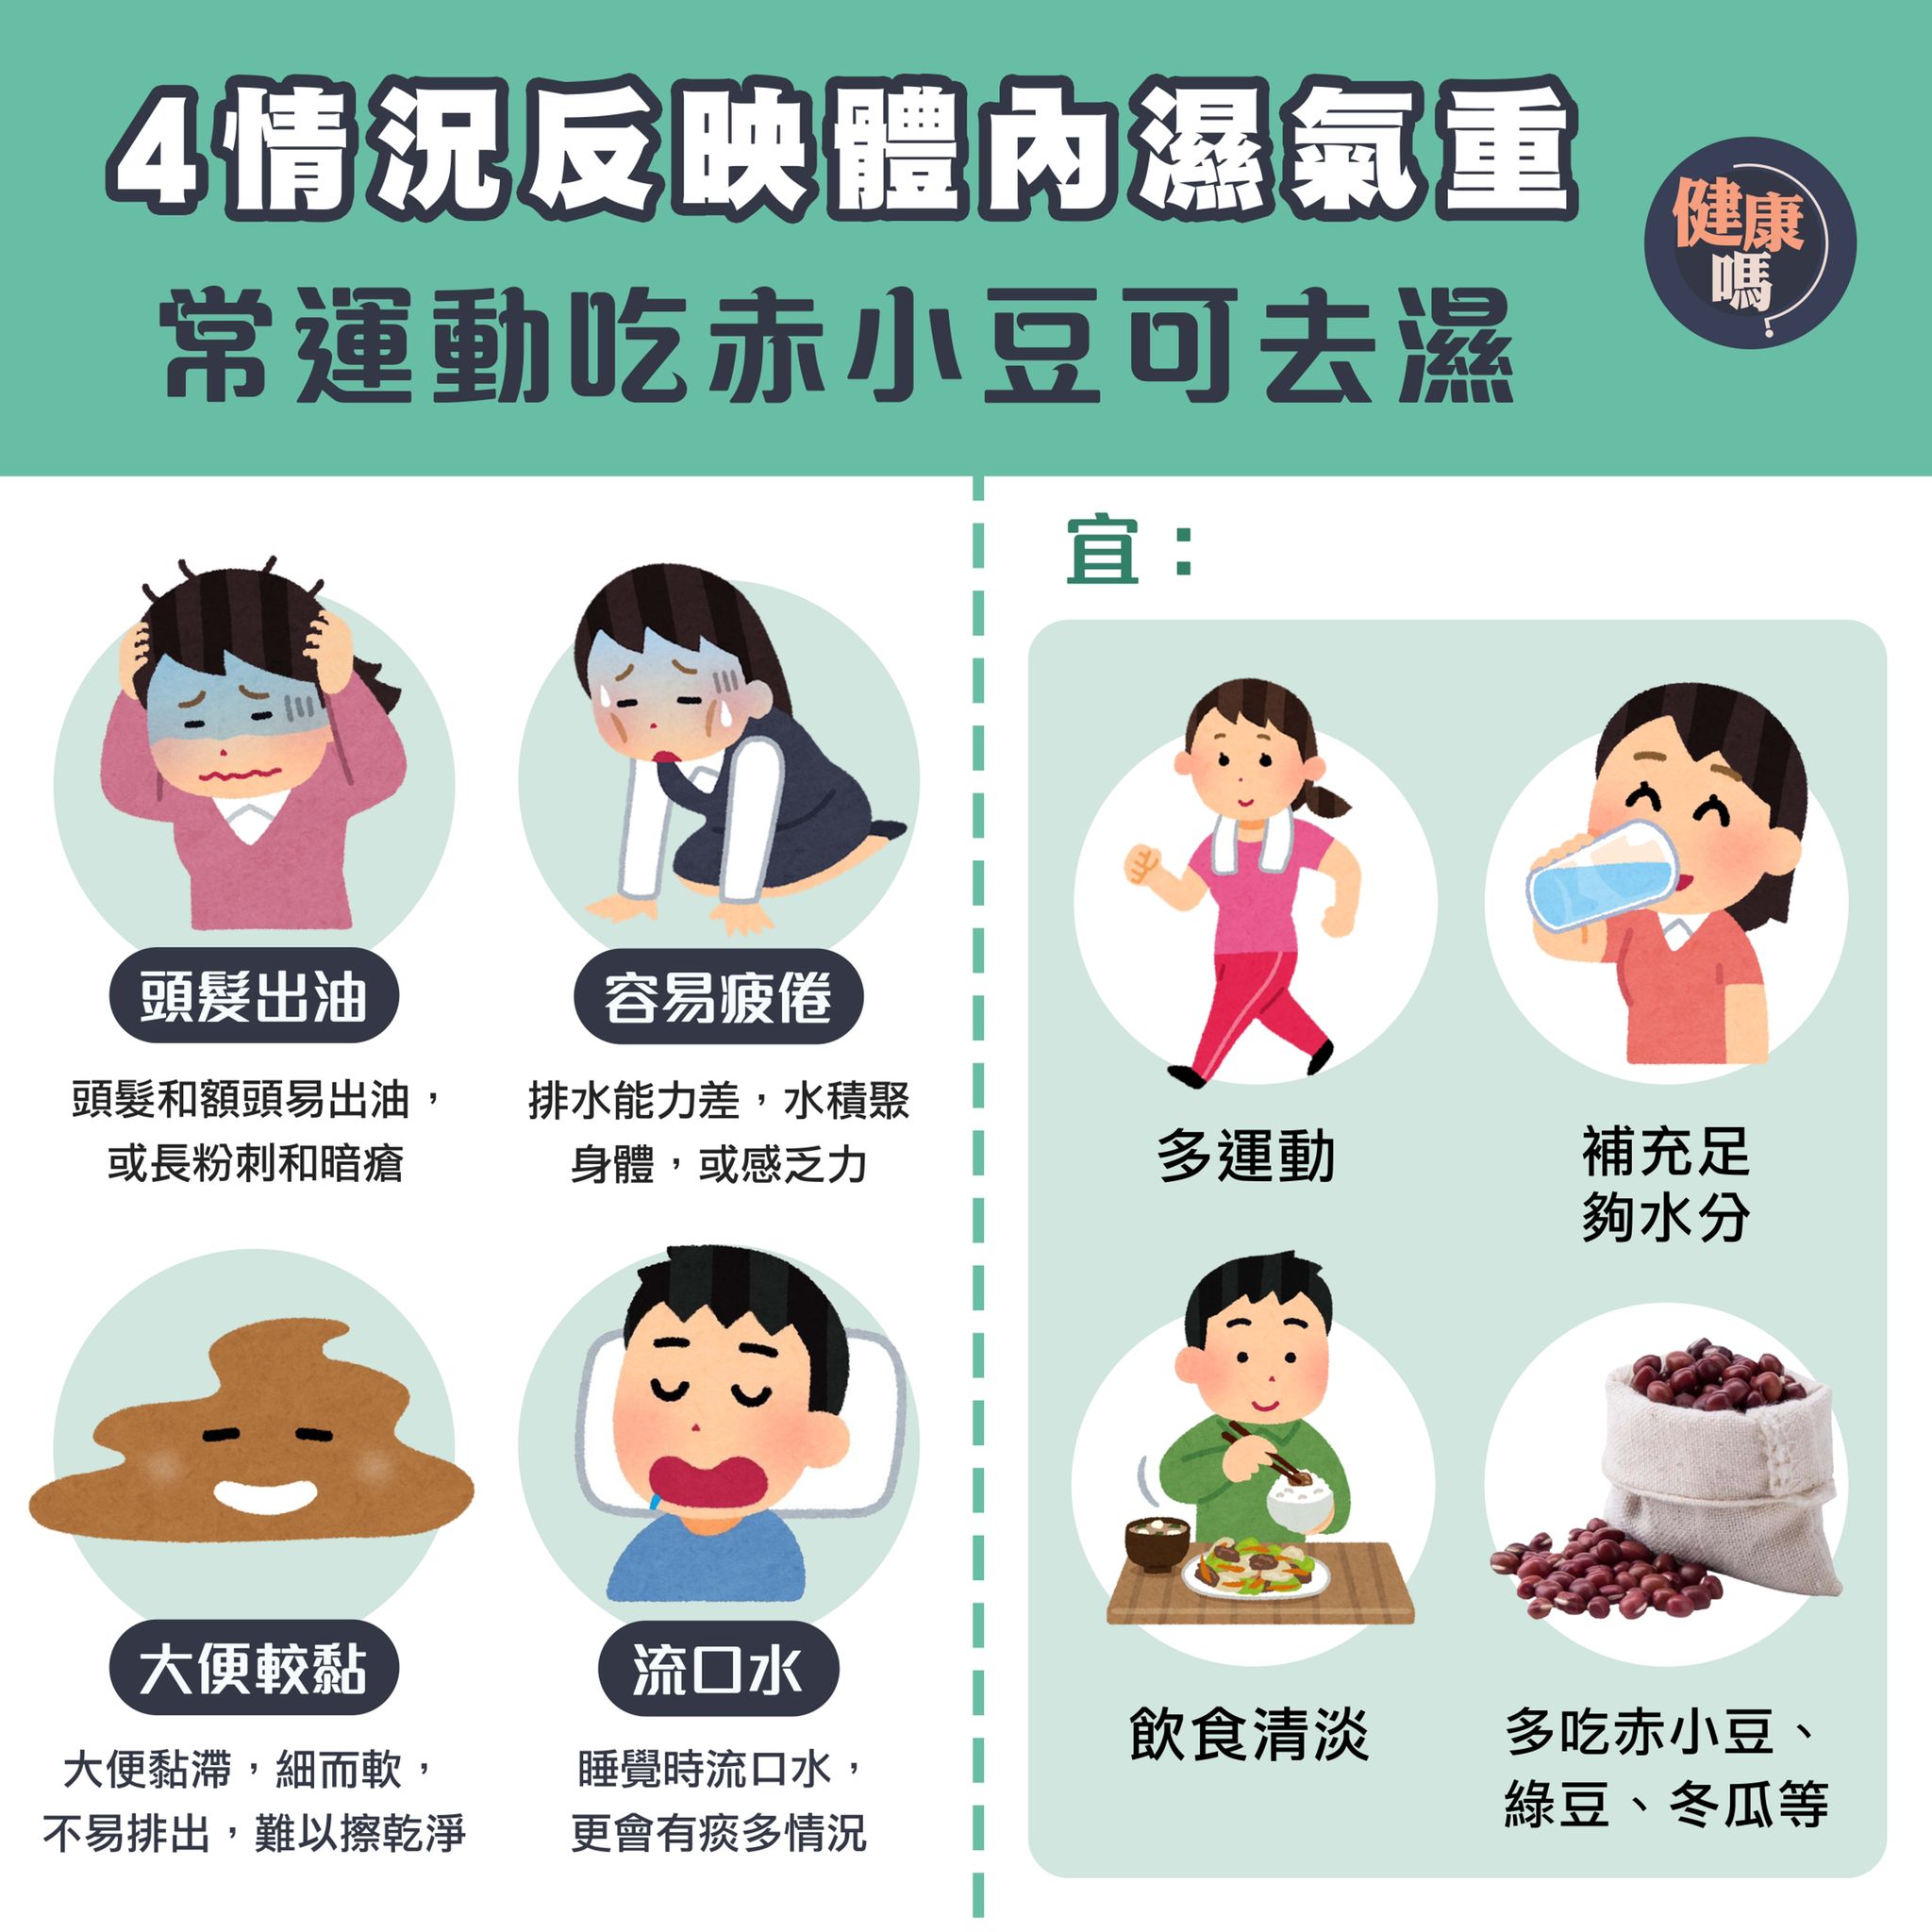 4情況反映體內濕氣重
常運動吃赤小豆可去濕
健康
嗎?
頭髮出油
頭髮和額頭易出油，
或長粉刺和暗瘡
容易疲倦
排水能力差，水積聚
身體，或感乏力
大便較黏
大便黏滯，細而軟，
不易排出，難以擦乾淨
流口水
睡覺時流口水，
更會有痰多情況
宜：
多運動
補充足
夠水分
飲食清淡
多吃赤小豆、
綠豆、冬瓜等